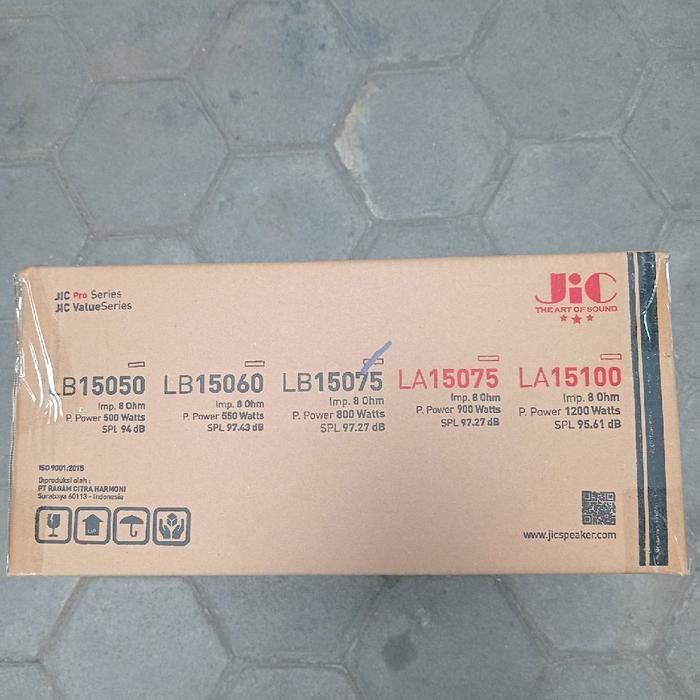 JIC Pro Series
JIC ValueSeries
JiC
THE ART OF SOUND
LB15050
Imp. 8 Ohm
P. Power 500 Watts
SPL 94 dB
LB15060
Imp. 8 Ohm
P. Power 550 Watts
SPL 97.43 dB
LB15075
Imp. 8 Ohm
P. Power 800 Watts
SPL 97.27 dB
LA15075
Imp. 8 Ohm
P. Power 900 Watts
SPL 97.27 dB
LA15100
Imp. 8 Ohm
P. Power 1200 Watts
SPL 95.61 dB
ISO 9001:2015
Diproduksi oleh :
PT RAGAM CITRA HARMONI
Surabaya 60113 - Indonesia
UP
www.jicspeaker.com